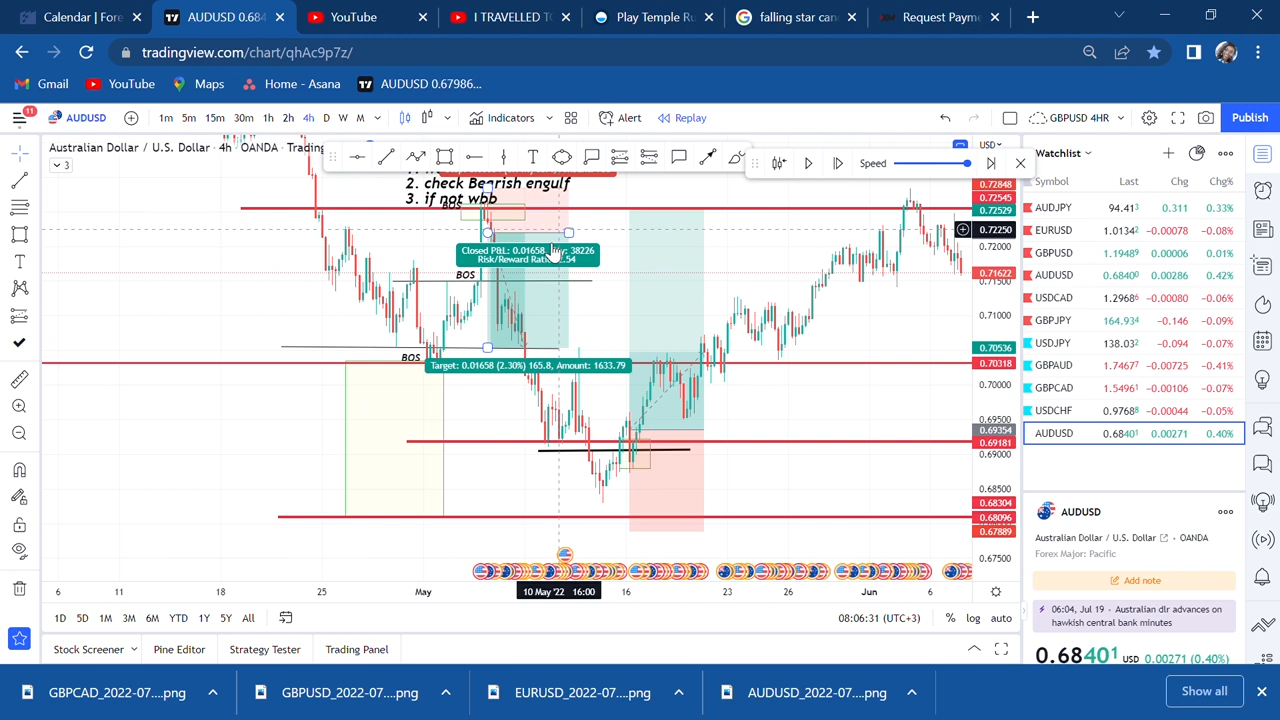 Calendar | Fore
AUDUSD 0.684
YouTube
I TRAVELLED TO
Play Temple Ru
falling star can
Request Payme
tradingview.com/chart/qhAc9p7z/
Gmail
YouTube
Maps
Home - Asana
AUDUSD 0.67986...
11
AUDUSD
1m 5m 15m 30m 1h 2h 4h D W M
Indicators
Alert
Replay
GBPUSD 4HR
Publish
Australian Dollar / U.S. Dollar · 4h · OANDA · Trading
3
Speed
USD
2. check Bearish engulf
3. if not wbb
BOS
Closed P&L: 0.01658
38226
BOS
Target: 0.01658 (2.30%) 165.8, Amount: 1633.79
BOS
0.72848
0.72545
0.72529
0.72250
0.72000
0.71622
0.71500
0.71000
0.70536
0.70318
0.70000
0.69500
0.69354
0.69181
0.69000
0.68500
0.68304
0.68096
0.67889
0.67500
6 11 18 25 May 10 May '22 16:00 16 23 26 Jun 6
1D 5D 1M 3M 6M YTD 1Y 5Y All
08:06:31 (UTC+3)
% log auto
Stock Screener
Pine Editor
Strategy Tester
Trading Panel
Watchlist
Symbol Last Chg Chg%
AUDJPY 94.413 0.311 0.33%
EURUSD 1.01342 -0.00078 -0.08%
GBPUSD 1.19489 0.00006 0.01%
AUDUSD 0.68400 0.00286 0.42%
USDCAD 1.29686 -0.00080 -0.06%
GBPJPY 164.934 -0.146 -0.09%
USDJPY 138.032 -0.094 -0.07%
GBPAUD 1.74677 -0.00725 -0.41%
GBPCAD 1.54961 -0.00106 -0.07%
USDCHF 0.97688 -0.00044 -0.05%
AUDUSD 0.68401 0.00271 0.40%
AUDUSD
Australian Dollar / U.S. Dollar · OANDA
Forex Major: Pacific
Add note
06:04, Jul 19 · Australian dlr advances on
hawkish central bank minutes
0.68401 USD 0.00271 (0.40%)
GBPCAD_2022-07....png
GBPUSD_2022-07....png
EURUSD_2022-07....png
AUDUSD_2022-07....png
Show all